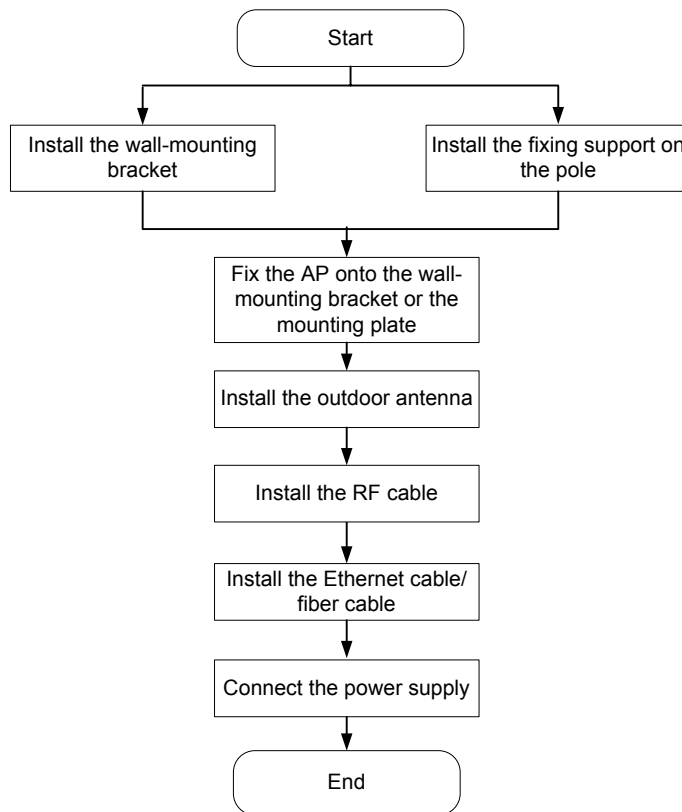 Start
Install the wall-mounting
bracket
Install the fixing support on
the pole
Fix the AP onto the wall-
mounting bracket or the
mounting plate
Install the outdoor antenna
Install the RF cable
Install the Ethernet cable/
fiber cable
Connect the power supply
End